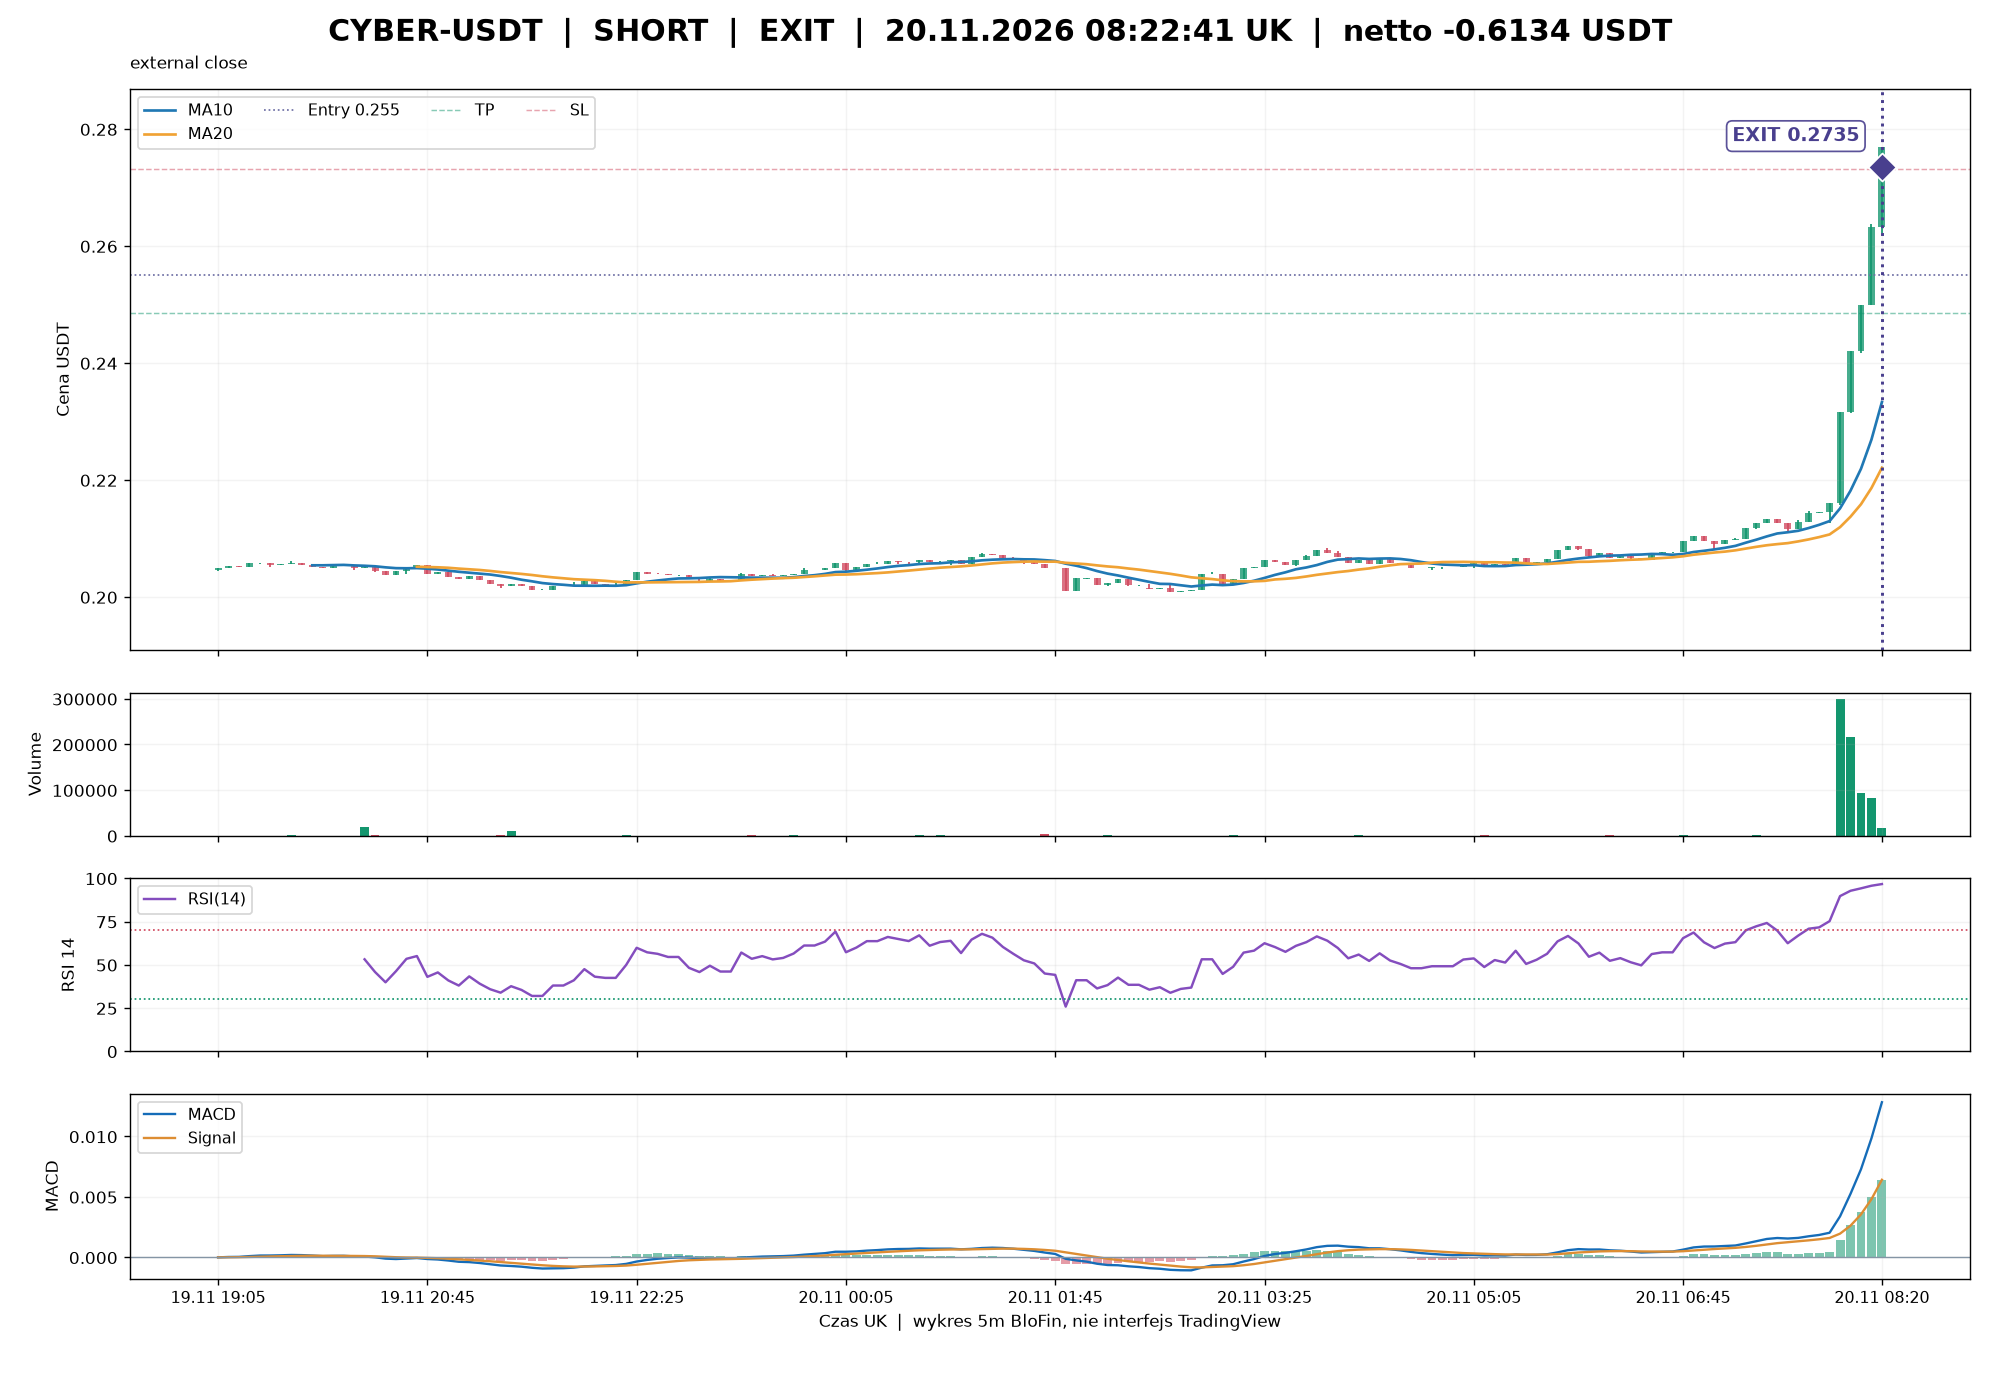 CYBER-USDT | SHORT | EXIT | 20.11.2026 08:22:41 UK | netto -0.6134 USDT
external close
MA10
MA20
Entry 0.255
TP
SL
EXIT 0.2735
0.28
0.26
0.24
0.22
0.20
Cena USDT
300000
200000
100000
0
Volume
RSI(14)
100
75
50
25
0
RSI 14
MACD
Signal
0.010
0.005
0.000
MACD
19.11 19:05
19.11 20:45
19.11 22:25
20.11 00:05
20.11 01:45
20.11 03:25
20.11 05:05
20.11 06:45
20.11 08:20
Czas UK | wykres 5m BloFin, nie interfejs TradingView